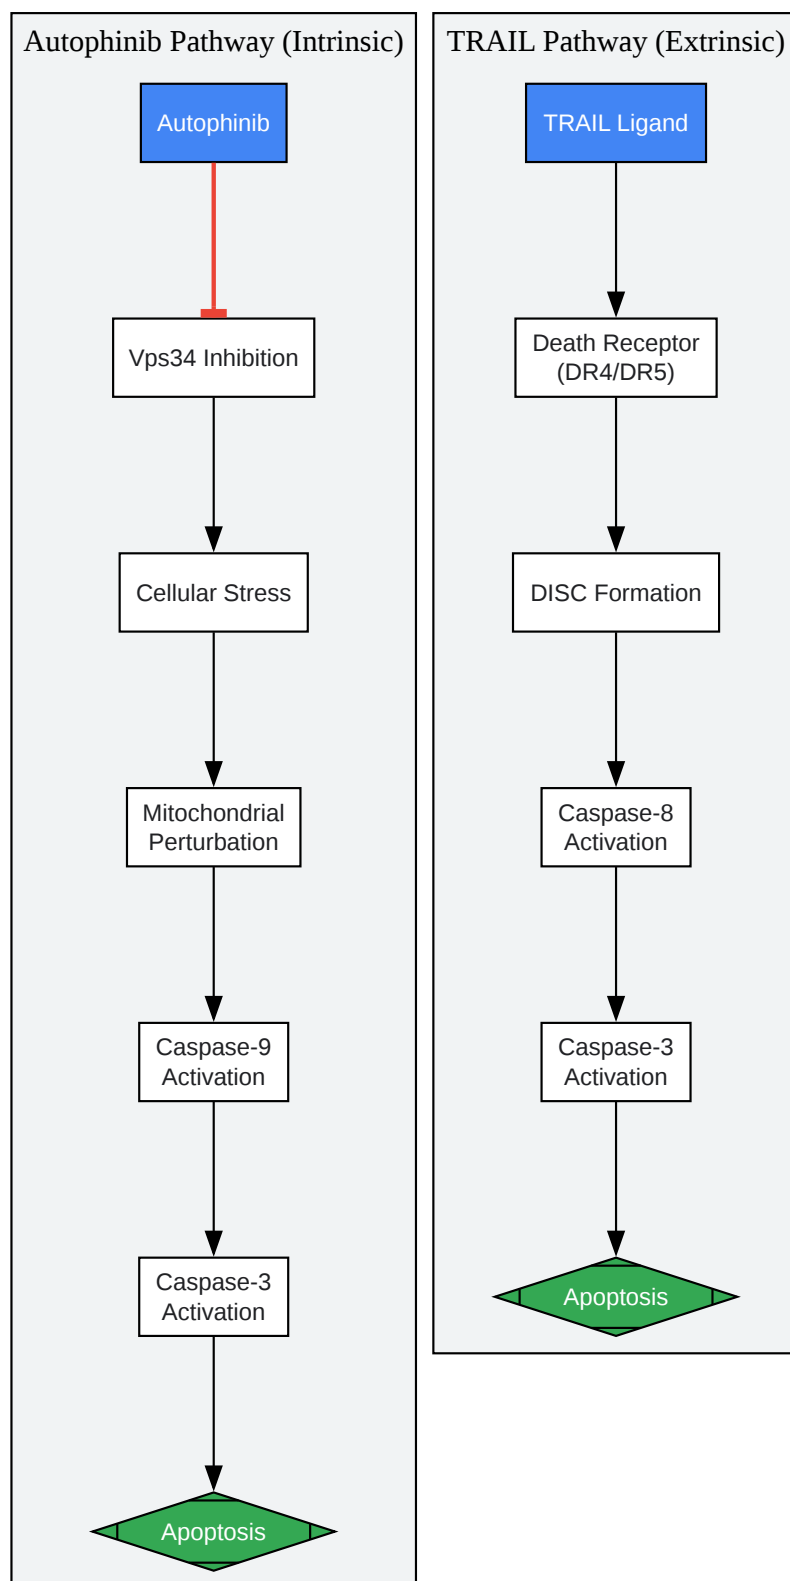 Autophinib Pathway (Intrinsic)
Autophinib
Vps34 Inhibition
Cellular Stress
Mitochondrial
Perturbation
Caspase-9
Activation
Caspase-3
Activation
Apoptosis
TRAIL Pathway (Extrinsic)
TRAIL Ligand
Death Receptor
(DR4/DR5)
DISC Formation
Caspase-8
Activation
Caspase-3
Activation
Apoptosis